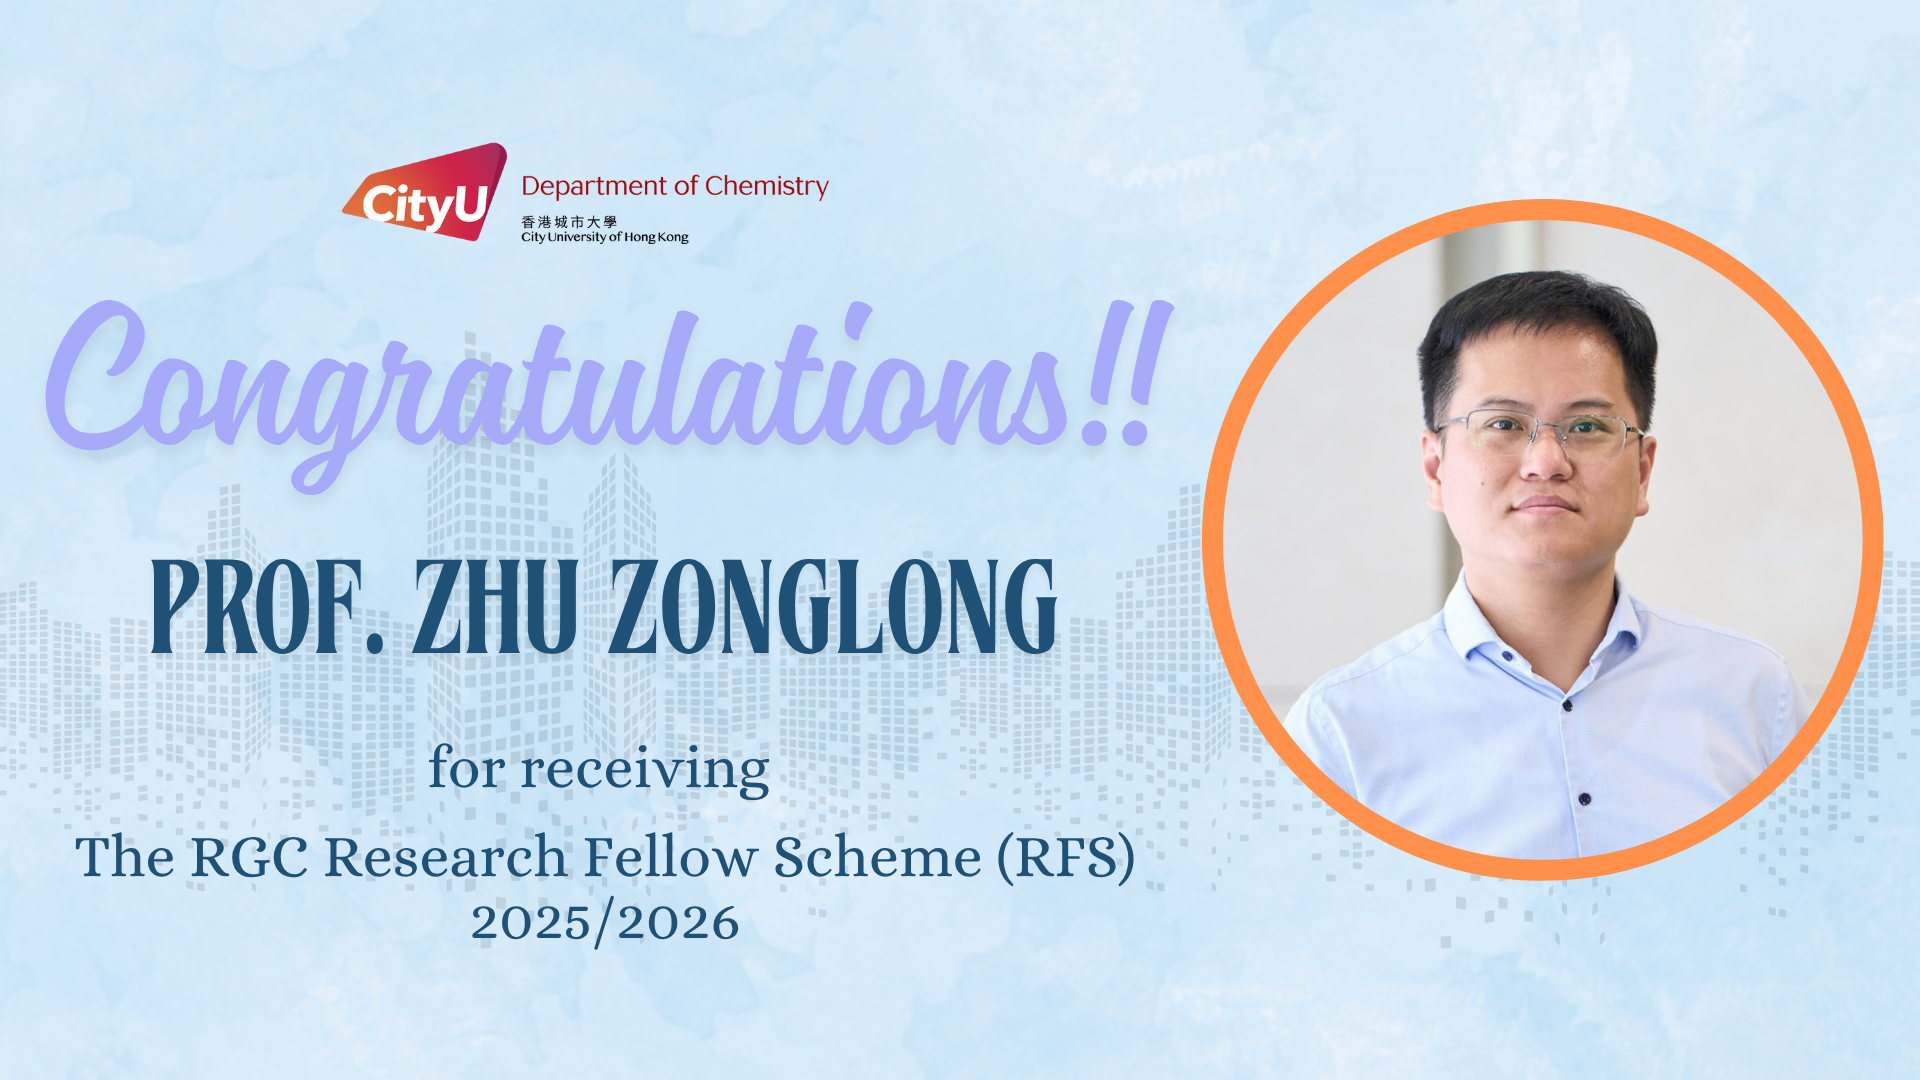 CityU
Department of Chemistry
香港城市大學
City University of Hong Kong
Congratulations!!
PROF. ZHU ZONGLONG
for receiving
The RGC Research Fellow Scheme (RFS)
2025/2026